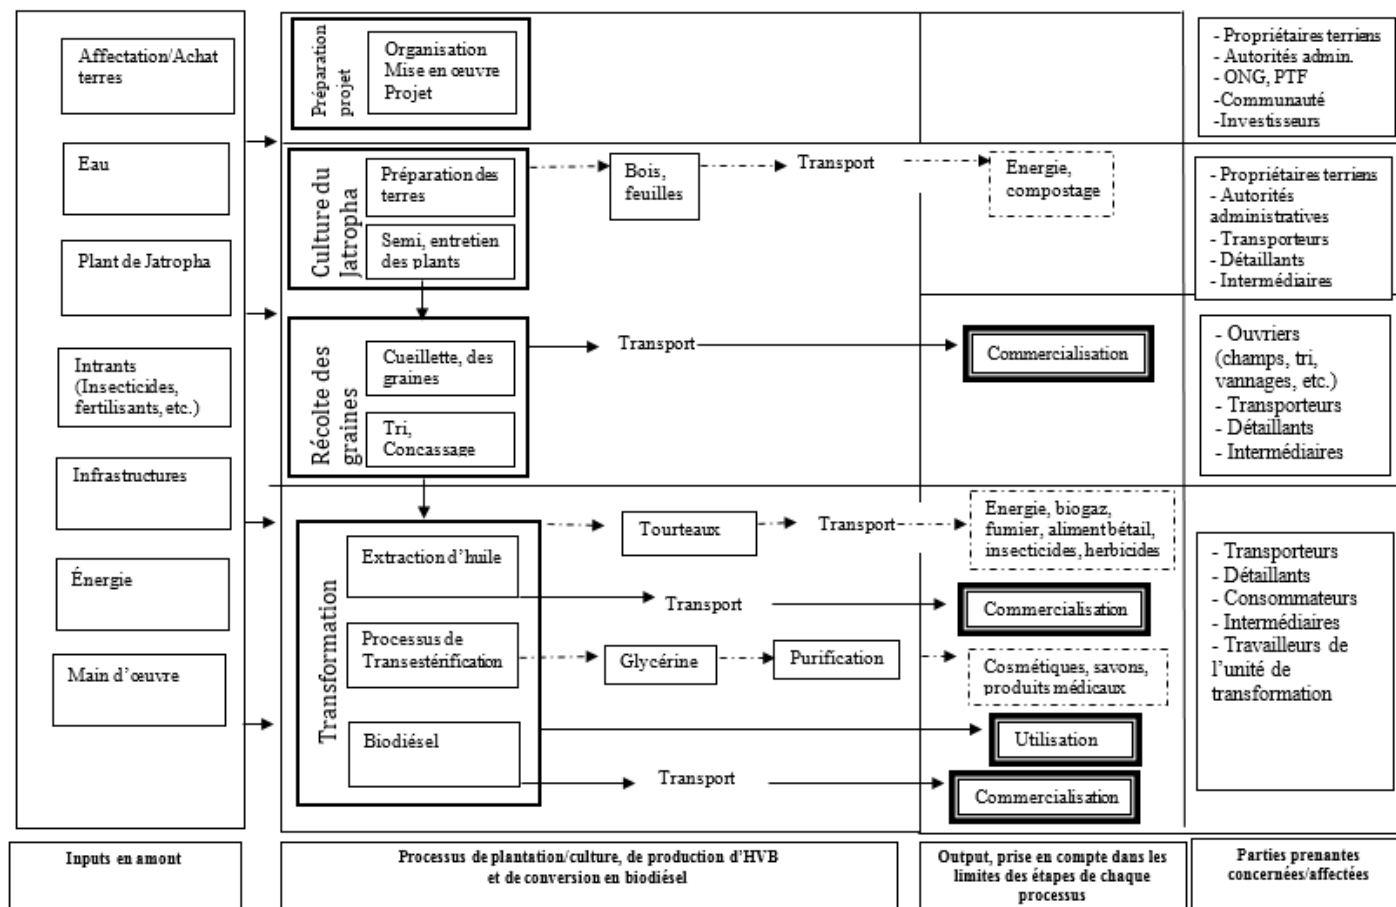 Affectation/Achat
terres
Eau
Plant de Jatropha
Intrants
(Insecticides,
fertilisants, etc.)
Infrastructures
Énergie
Main d'œuvre
Préparation
projet
Organisation
Mise en œuvre
Projet
Culture du
Jatropha
Préparation des
terres
Semi, entretien
des plants
Bois,
feuilles
Transport
Energie,
compostage
Récolte des
graines
Cueillette, des
graines
Tri,
Concassage
Transport
Commercialisation
Transformation
Extraction d'huile
Processus de
Transestérification
Biodiésel
Tourteaux
Transport
Energie, biogaz,
fumier, aliment bétail,
insecticides, herbicides
Transport
Commercialisation
Glycérine
Purification
Cosmétiques, savons,
produits médicaux
Utilisation
Transport
Commercialisation
- Propriétaires terriens
- Autorités admin.
- ONG, PTF
-Communauté
-Investisseurs
- Propriétaires terriens
- Autorités
administratives
- Transporteurs
- Détaillants
- Intermédiaires
- Ouvriers
(champs, tri,
vannages, etc.)
- Transporteurs
- Détaillants
- Intermédiaires
- Transporteurs
- Détaillants
- Consommateurs
- Intermédiaires
- Travailleurs de
l'unité de
transformation
Inputs en amont
Processus de plantation/culture, de production d'HVB
et de conversion en biodiésel
Output, prise en compte dans les
limites des étapes de chaque
processus
Parties prenantes
concernées/affectées